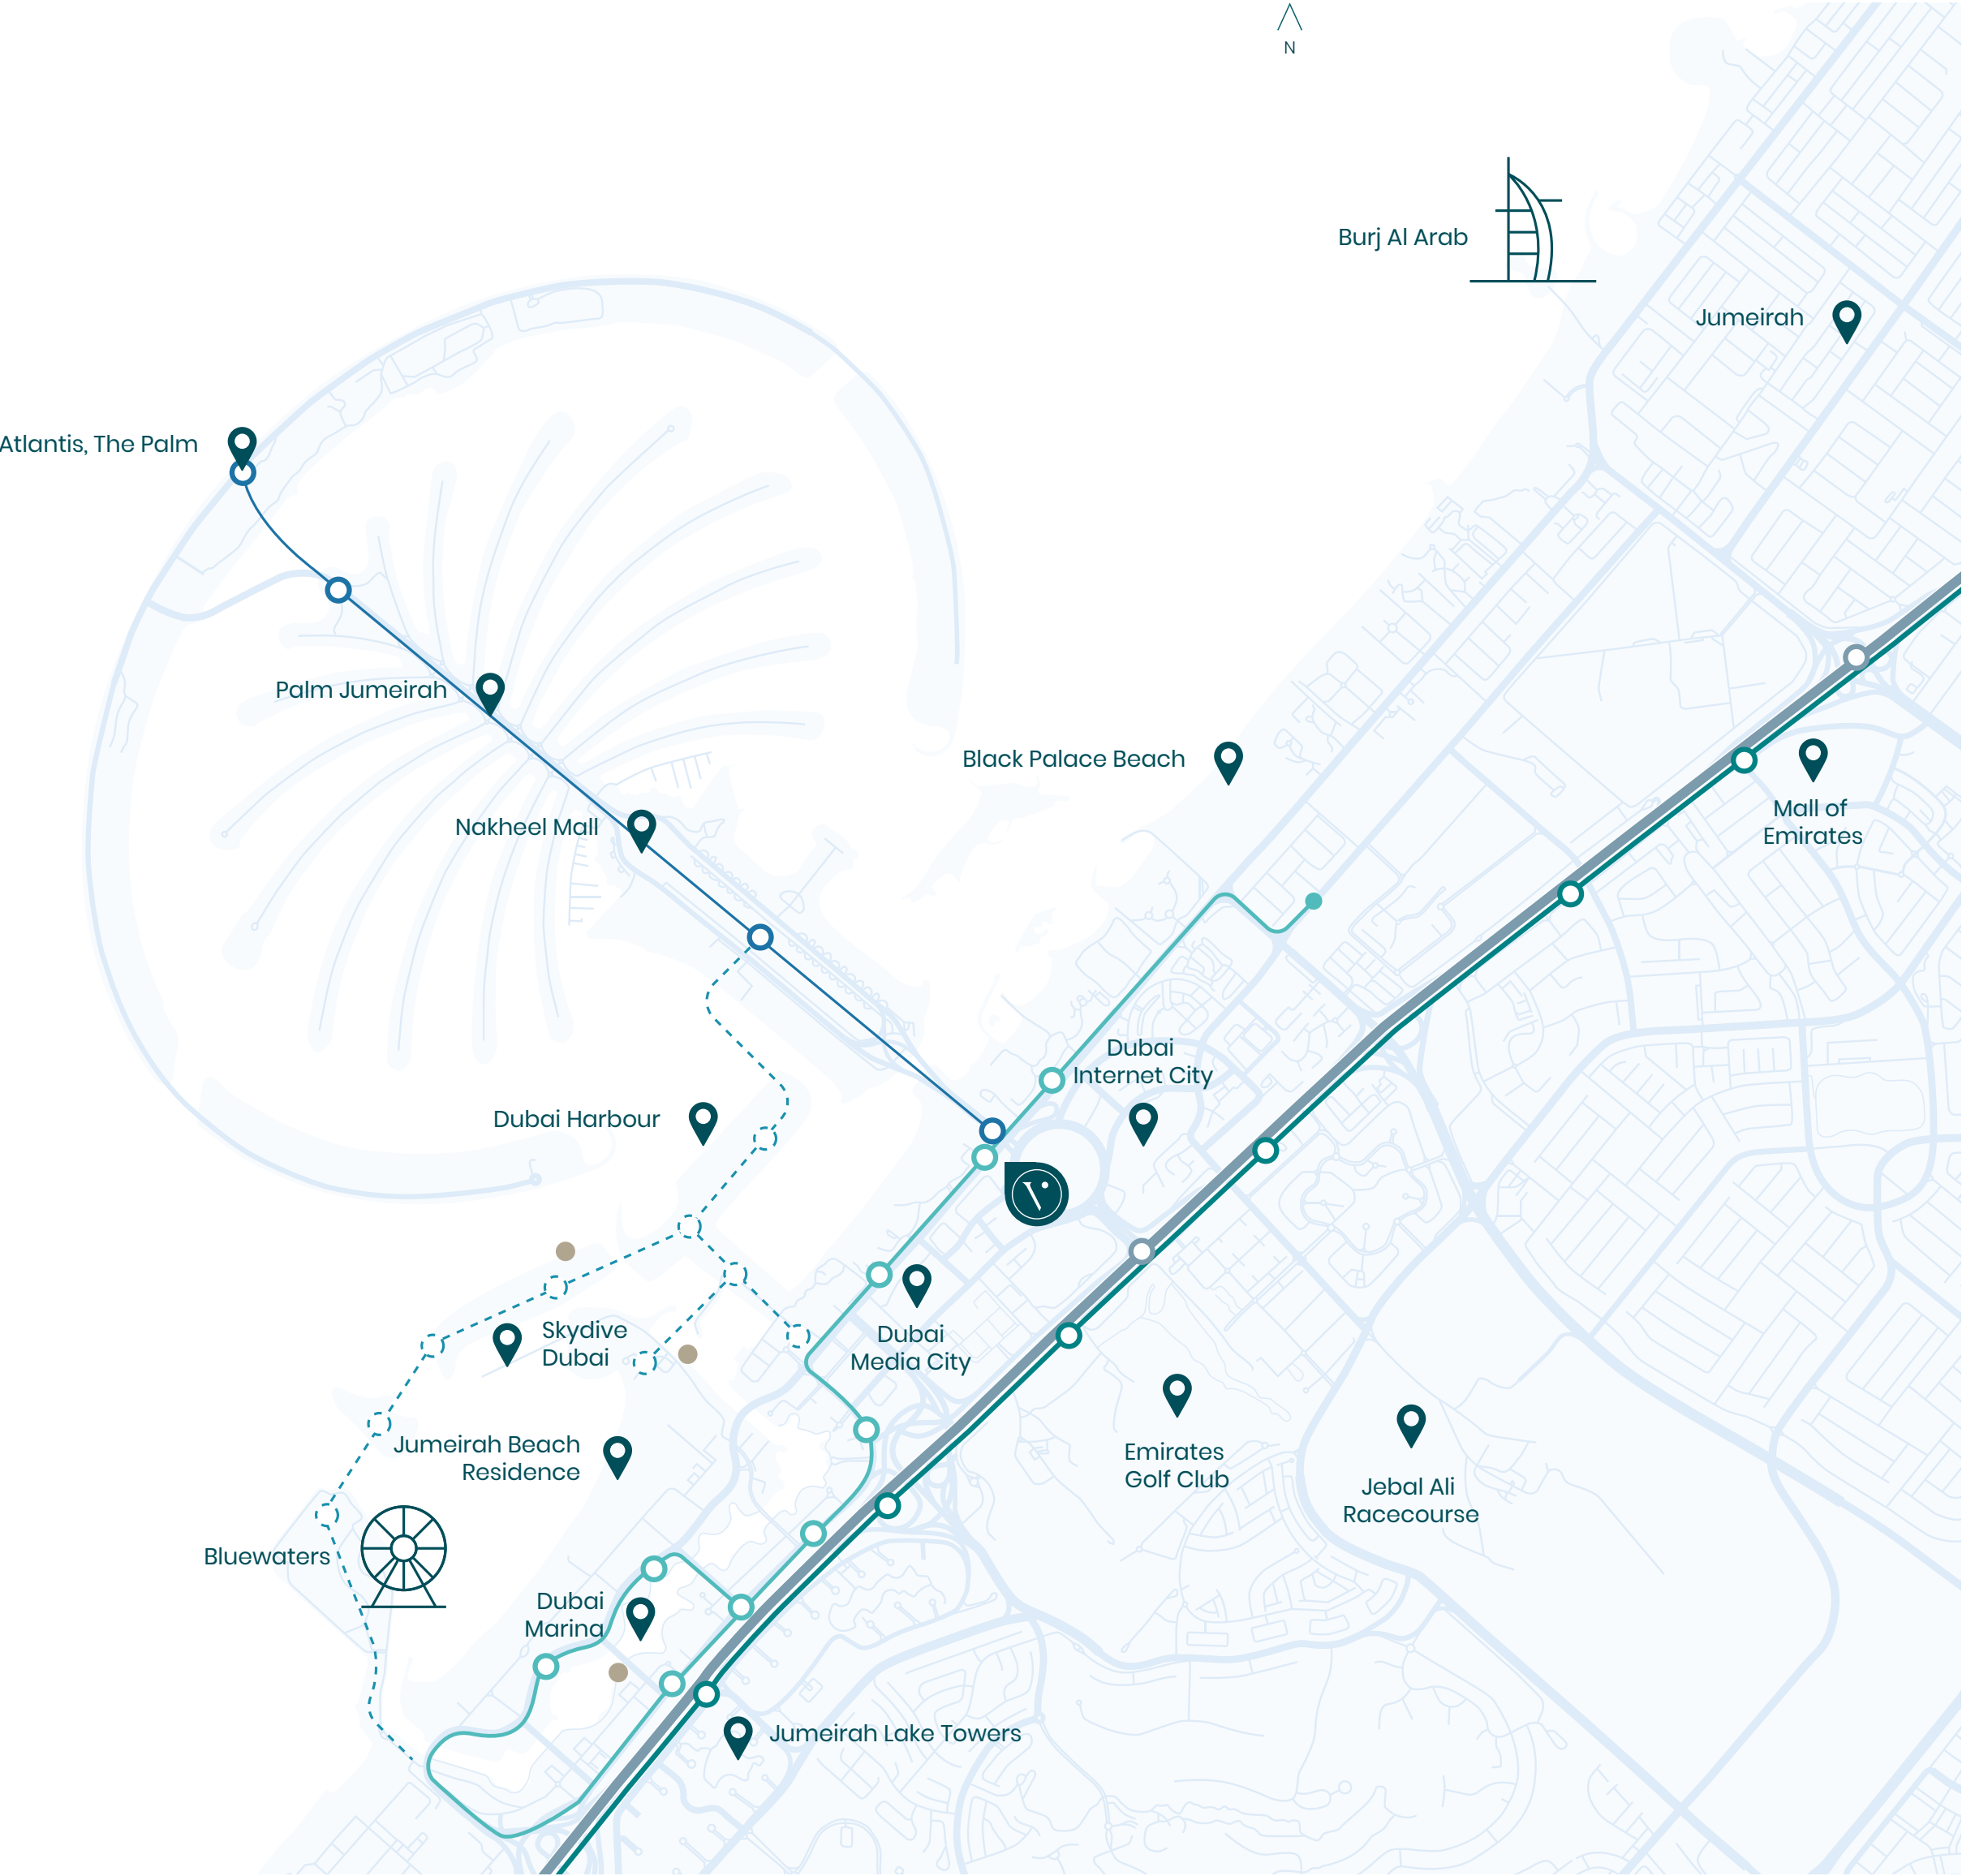 N
Burj Al Arab
Jumeirah
Atlantis, The Palm
Palm Jumeirah
Black Palace Beach
Mall of
Emirates
Nakheel Mall
Dubai
Internet City
Dubai Harbour
Skydive
Dubai
Dubai
Media City
Jumeirah Beach
Residence
Emirates
Golf Club
Jebal Ali
Racecourse
Bluewaters
Dubai
Marina
Jumeirah Lake Towers